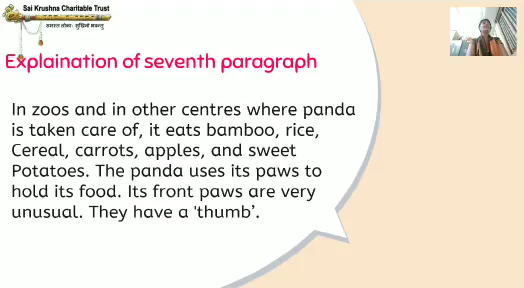 Sai Krushna Charitable Trust
Explaination of seventh paragraph
In zoos and in other centres where panda
is taken care of, it eats bamboo, rice,
Cereal, carrots, apples, and sweet
Potatoes. The panda uses its paws to
hold its food. Its front paws are very
unusual. They have a 'thumb'.